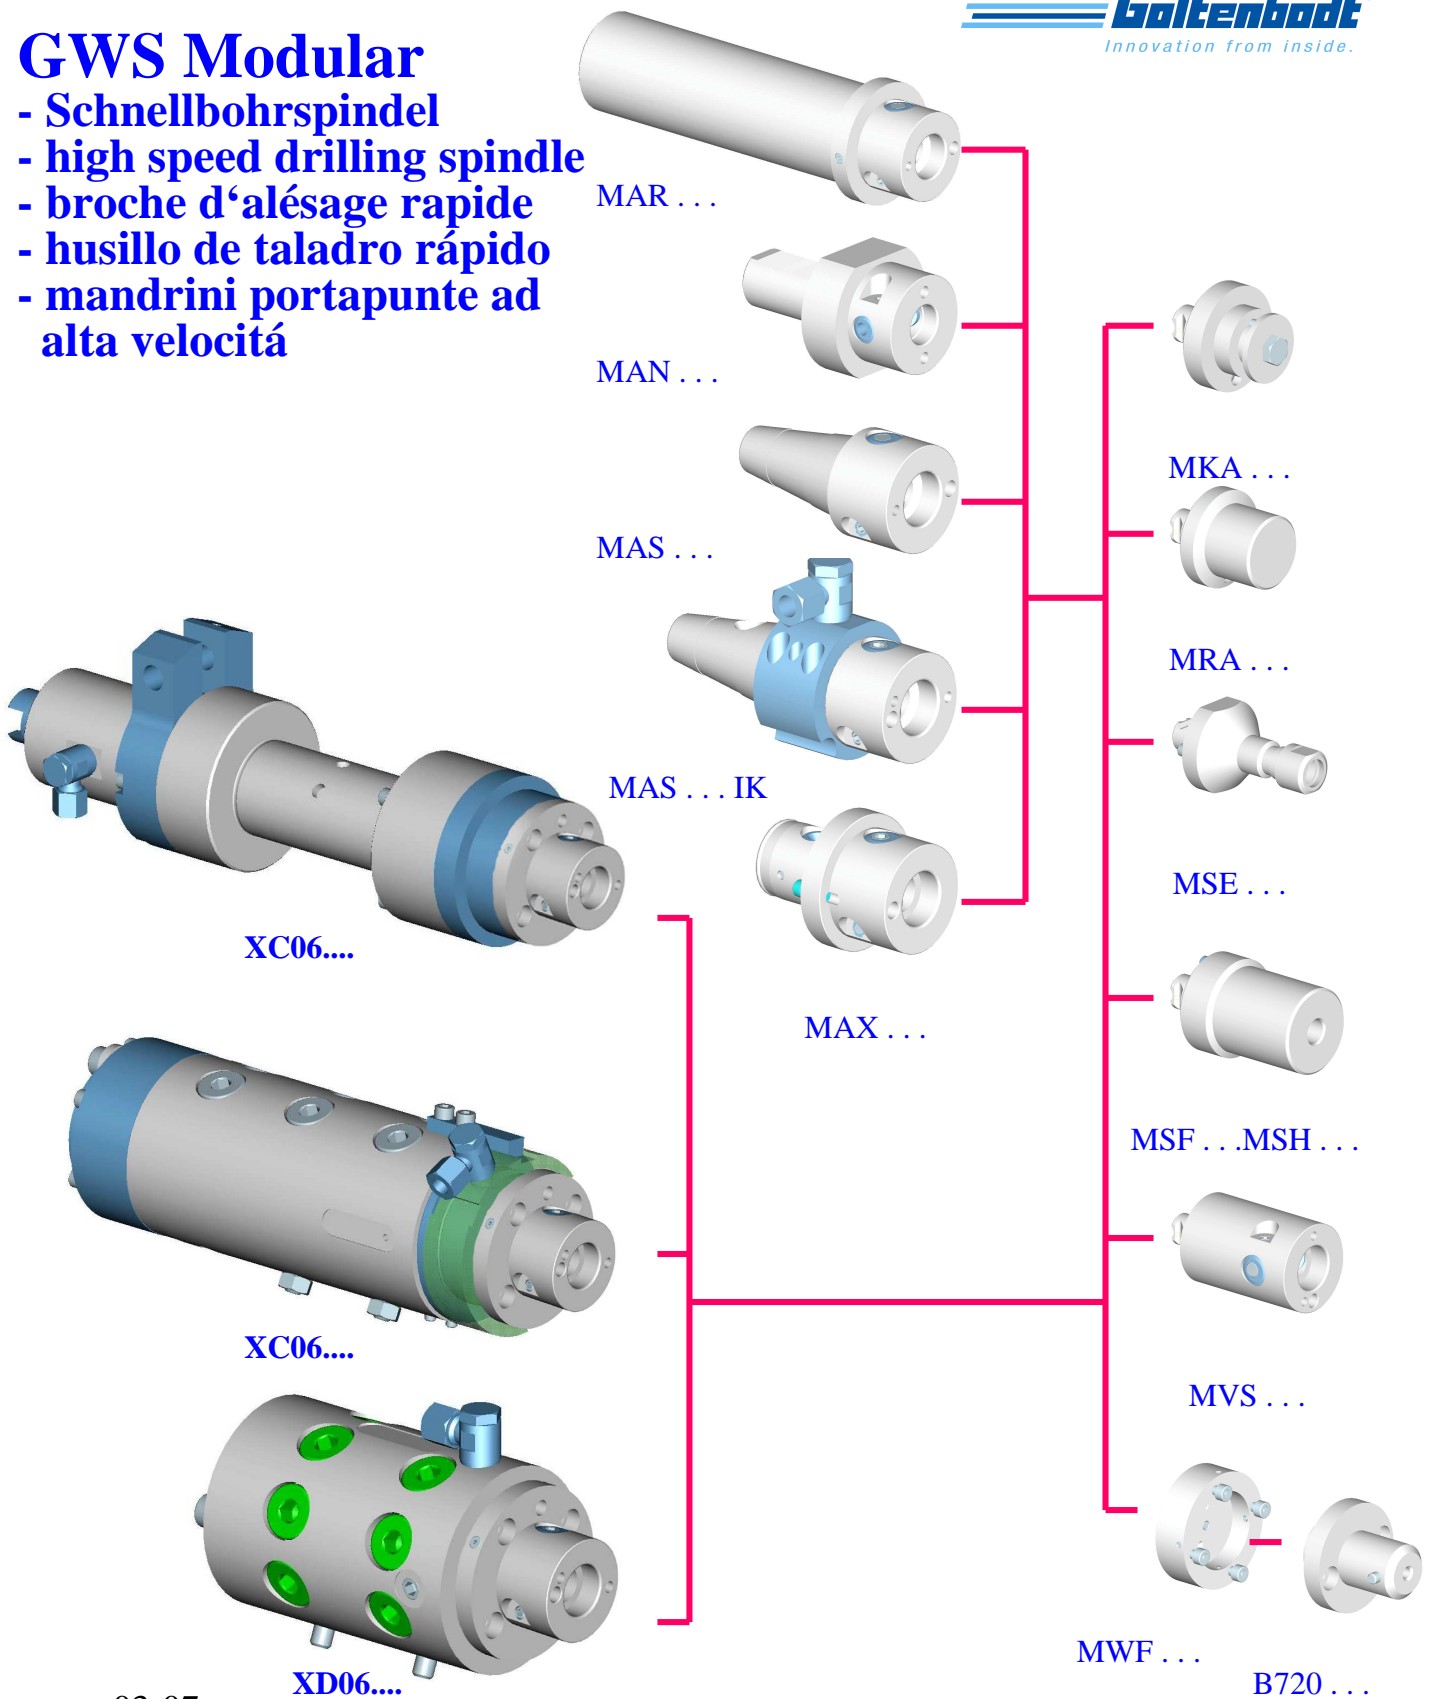 GWS Modular
- Schnellbohrspindel
- high speed drilling spindle
- broche d‘alésage rapide
- husillo de taladro rápido
- mandrini portapunte ad
alta velocitá
Goltenbodt
Innovation from inside.
MAR . . .
MAN . . .
MAS . . .
MAS . . . IK
MAX . . .
MKA . . .
MRA . . .
MSE . . .
MSF . . .MSH . . .
MVS . . .
MWF . . .
B720 . . .
XC06....
XC06....
XD06....